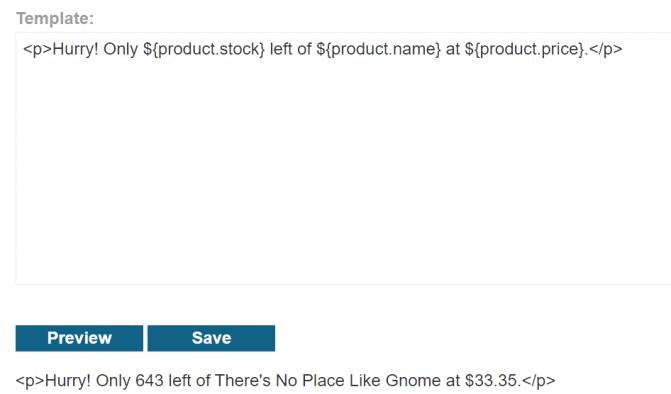 Template:
<p>Hurry! Only ${product.stock} left of ${product.name} at ${product.price}.</p>
Preview
Save
<p>Hurry! Only 643 left of There's No Place Like Gnome at $33.35.</p>